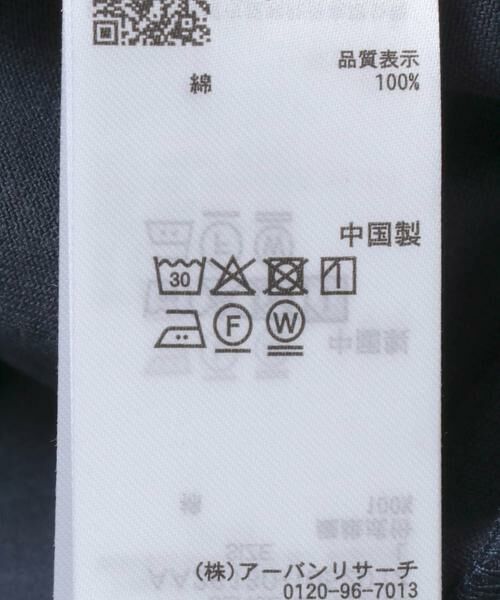 品質表示
綿 100%
中国製
30
F W
(株)アーバンリサーチ
0120-96-7013